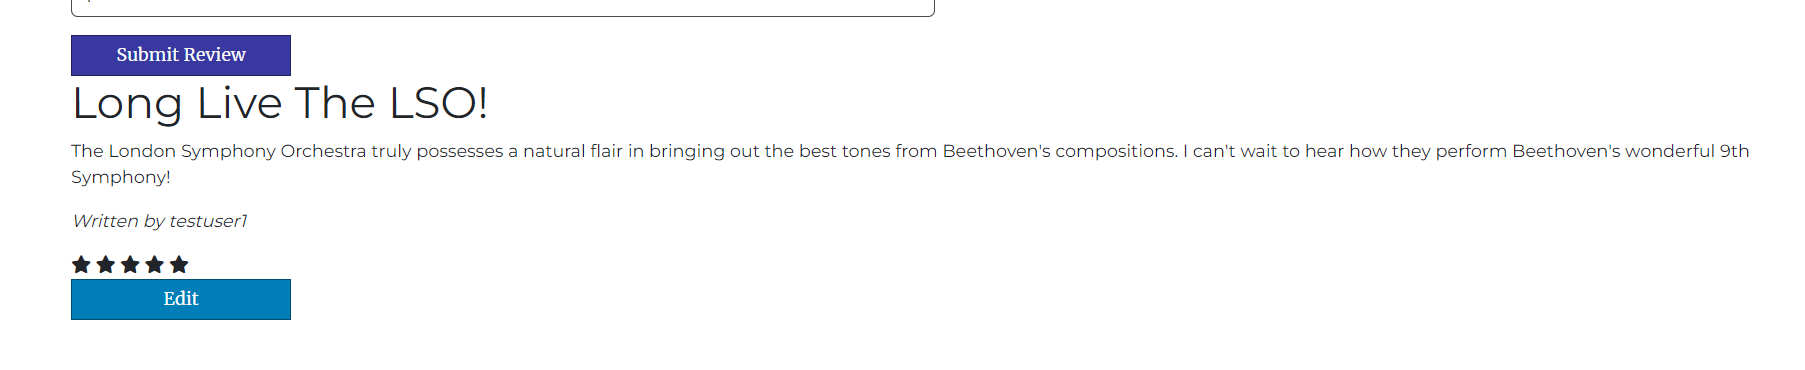 Submit Review
Long Live The LSO!
The London Symphony Orchestra truly possesses a natural flair in bringing out the best tones from Beethoven's compositions. I can't wait to hear how they perform Beethoven's wonderful 9th
Symphony!
Written by testuser1
Edit